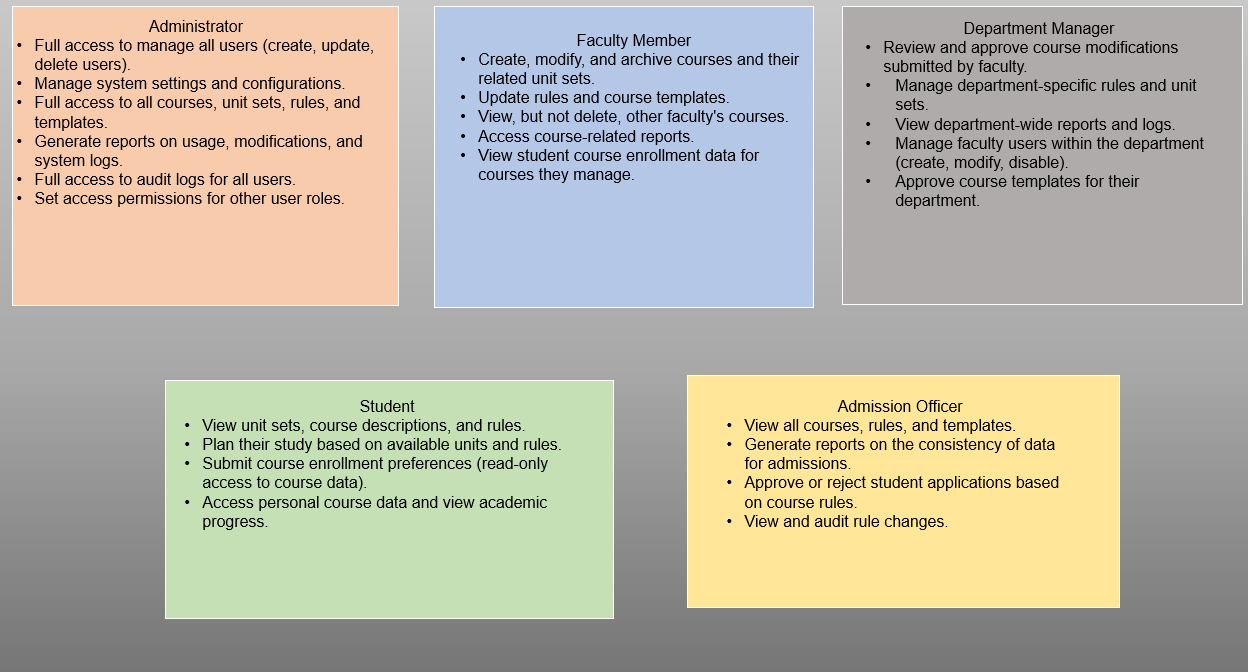 Administrator
• Full access to manage all users (create, update,
delete users).
• Manage system settings and configurations.
• Full access to all courses, unit sets, rules, and
templates.
• Generate reports on usage, modifications, and
system logs.
• Full access to audit logs for all users.
• Set access permissions for other user roles.
Faculty Member
• Create, modify, and archive courses and their
related unit sets.
• Update rules and course templates.
• View, but not delete, other faculty's courses.
• Access course-related reports.
• View student course enrollment data for
courses they manage.
Department Manager
• Review and approve course modifications
submitted by faculty.
• Manage department-specific rules and unit
sets.
• View department-wide reports and logs.
• Manage faculty users within the department
(create, modify, disable).
• Approve course templates for their
department.
Student
• View unit sets, course descriptions, and rules.
• Plan their study based on available units and rules.
• Submit course enrollment preferences (read-only
access to course data).
• Access personal course data and view academic
progress.
Admission Officer
• View all courses, rules, and templates.
• Generate reports on the consistency of data
for admissions.
• Approve or reject student applications based
on course rules.
• View and audit rule changes.